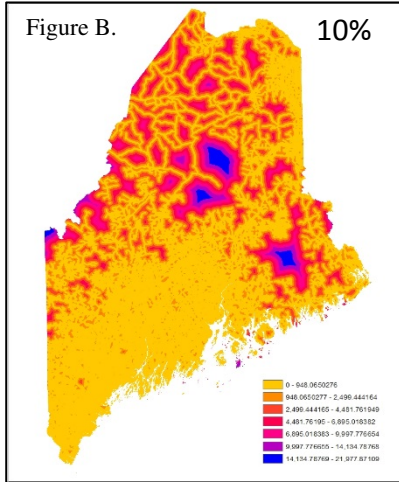 Figure B.
10%
0 - 948.0650276
948.0650277 - 2,499.444164
2,499.444165 - 4,481.761949
4,481.76195 - 6,895.018382
6,895.018383 - 9,997.776654
9,997.776655 - 14,134.78768
14,134.78769 - 21,977.87109